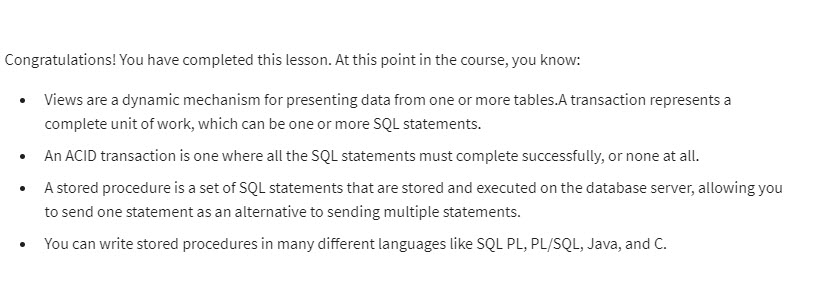 Congratulations! You have completed this lesson. At this point in the course, you know:
• Views are a dynamic mechanism for presenting data from one or more tables.A transaction represents a
complete unit of work, which can be one or more SQL statements.
• An ACID transaction is one where all the SQL statements must complete successfully, or none at all.
• A stored procedure is a set of SQL statements that are stored and executed on the database server, allowing you
to send one statement as an alternative to sending multiple statements.
• You can write stored procedures in many different languages like SQL PL, PL/SQL, Java, and C.